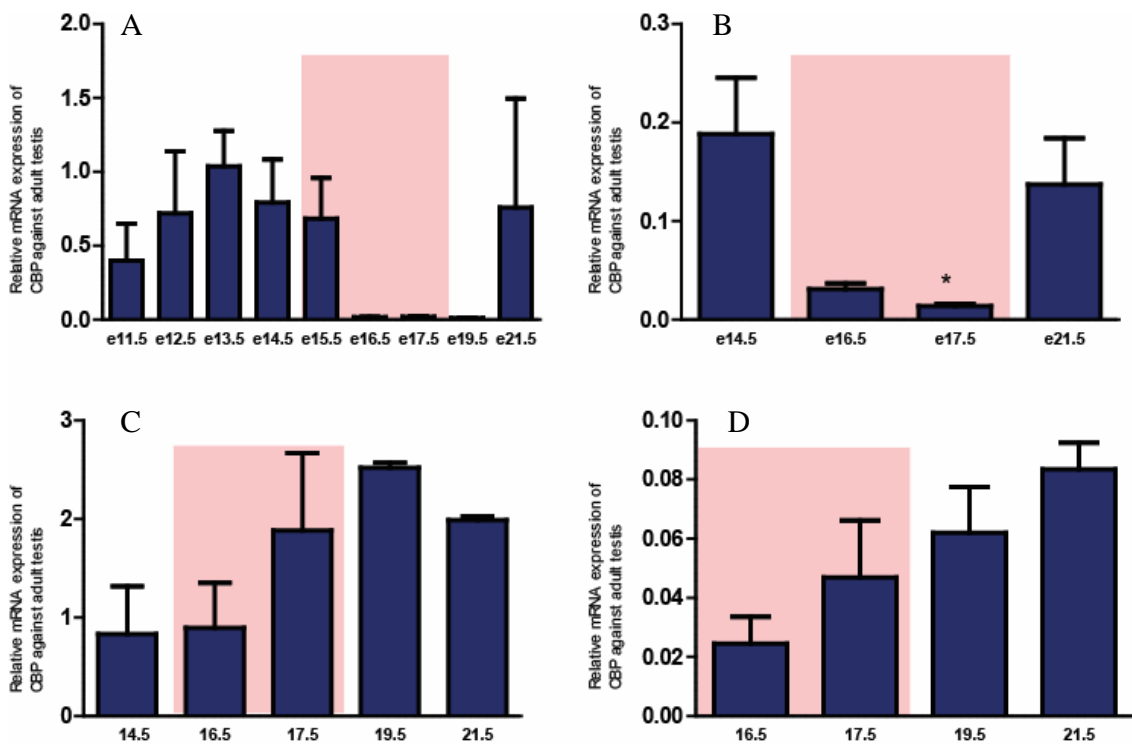 A
Relative mRNA expression of
CBP against adult testis
2.0
1.5
1.0
0.5
0.0
e11.5 e12.5 e13.5 e14.5 e15.5 e16.5 e17.5 e19.5 e21.5
B
Relative mRNA expression of
CBP against adult testis
0.3
0.2
0.1
0.0
*
e14.5 e16.5 e17.5 e21.5
C
Relative mRNA expression of
CBP against adult testis
3
2
1
0
14.5 16.5 17.5 19.5 21.5
D
Relative mRNA expression of
CBP against adult testis
0.10
0.08
0.06
0.04
0.02
0.00
16.5 17.5 19.5 21.5